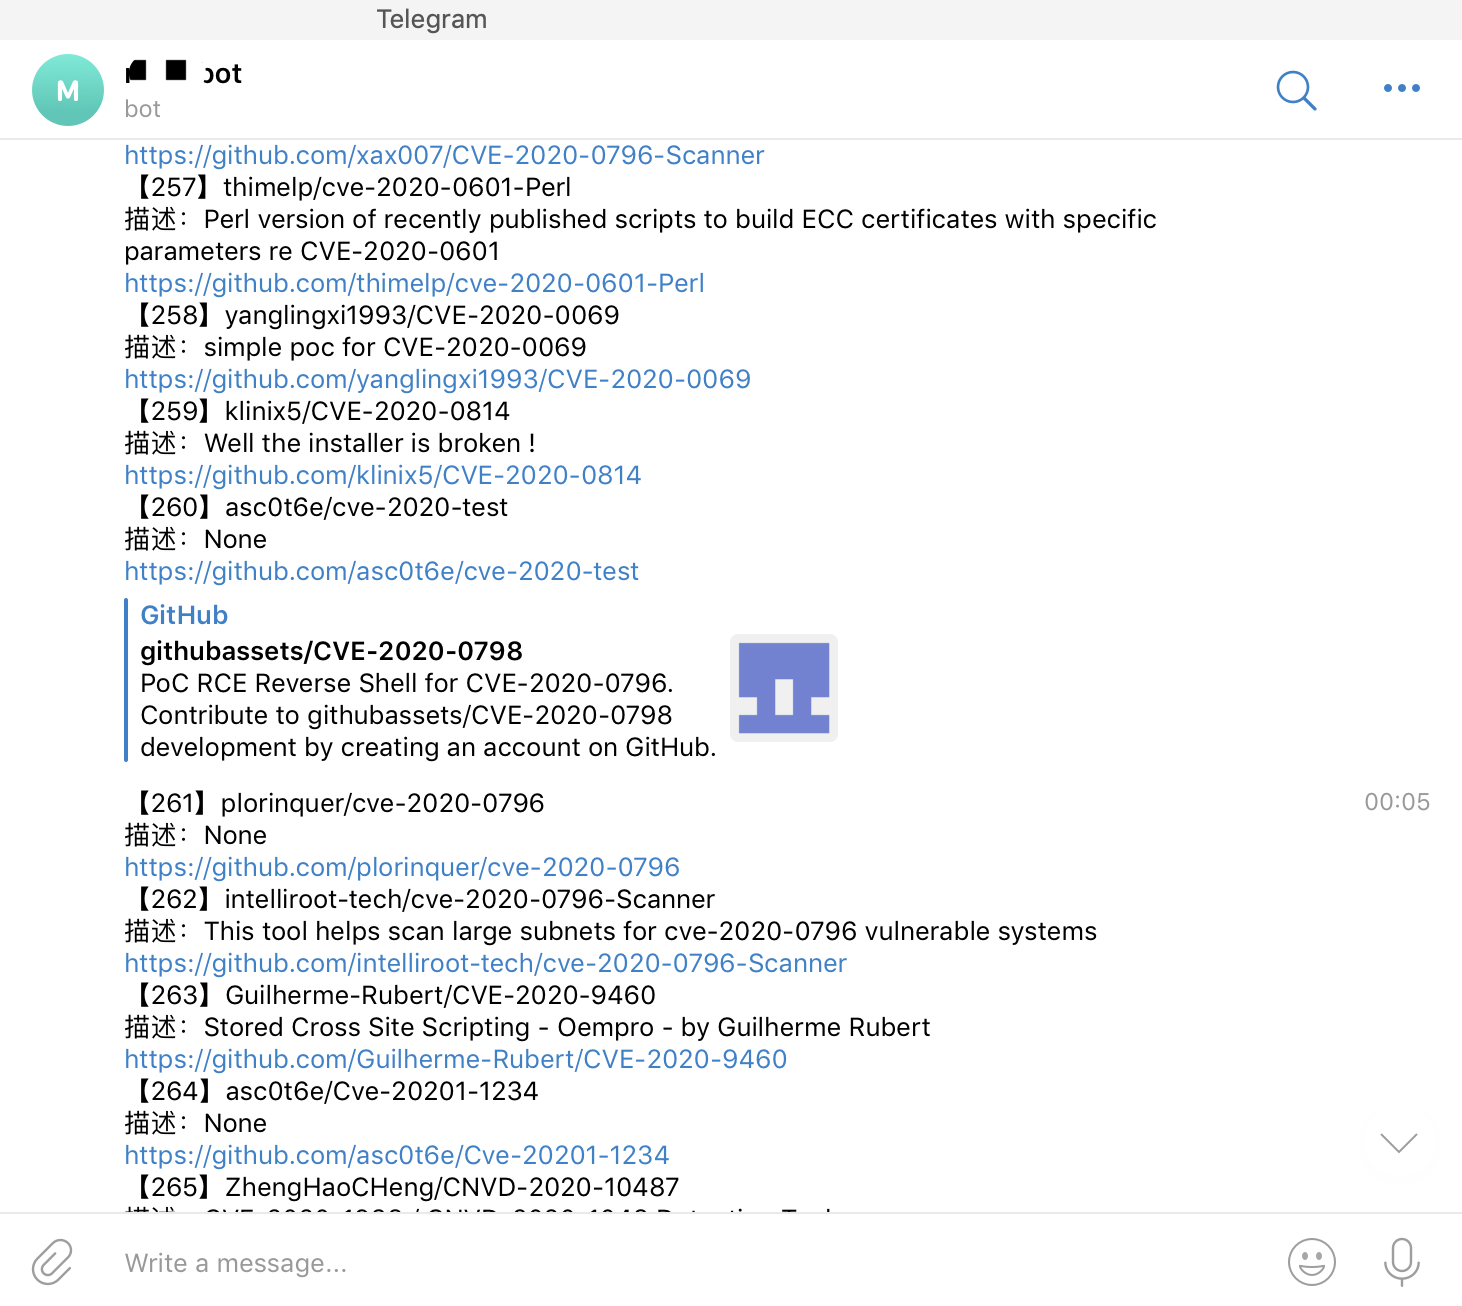 Telegram
M
bot
bot
https://github.com/xax007/CVE-2020-0796-Scanner
【257】thimelp/cve-2020-0601-Perl
描述：Perl version of recently published scripts to build ECC certificates with specific
parameters re CVE-2020-0601
https://github.com/thimelp/cve-2020-0601-Perl
【258】yanglingxi1993/CVE-2020-0069
描述：simple poc for CVE-2020-0069
https://github.com/yanglingxi1993/CVE-2020-0069
【259】klinix5/CVE-2020-0814
描述：Well the installer is broken !
https://github.com/klinix5/CVE-2020-0814
【260】asc0t6e/cve-2020-test
描述：None
https://github.com/asc0t6e/cve-2020-test
GitHub
githubassets/CVE-2020-0798
PoC RCE Reverse Shell for CVE-2020-0796.
Contribute to githubassets/CVE-2020-0798
development by creating an account on GitHub.
【261】plorinquer/cve-2020-0796
00:05
描述：None
https://github.com/plorinquer/cve-2020-0796
【262】intelliroot-tech/cve-2020-0796-Scanner
描述：This tool helps scan large subnets for cve-2020-0796 vulnerable systems
https://github.com/intelliroot-tech/cve-2020-0796-Scanner
【263】Guilherme-Rubert/CVE-2020-9460
描述：Stored Cross Site Scripting - Oempro - by Guilherme Rubert
https://github.com/Guilherme-Rubert/CVE-2020-9460
【264】asc0t6e/Cve-20201-1234
描述：None
https://github.com/asc0t6e/Cve-20201-1234
【265】ZhengHaoCHeng/CNVD-2020-10487
Write a message...